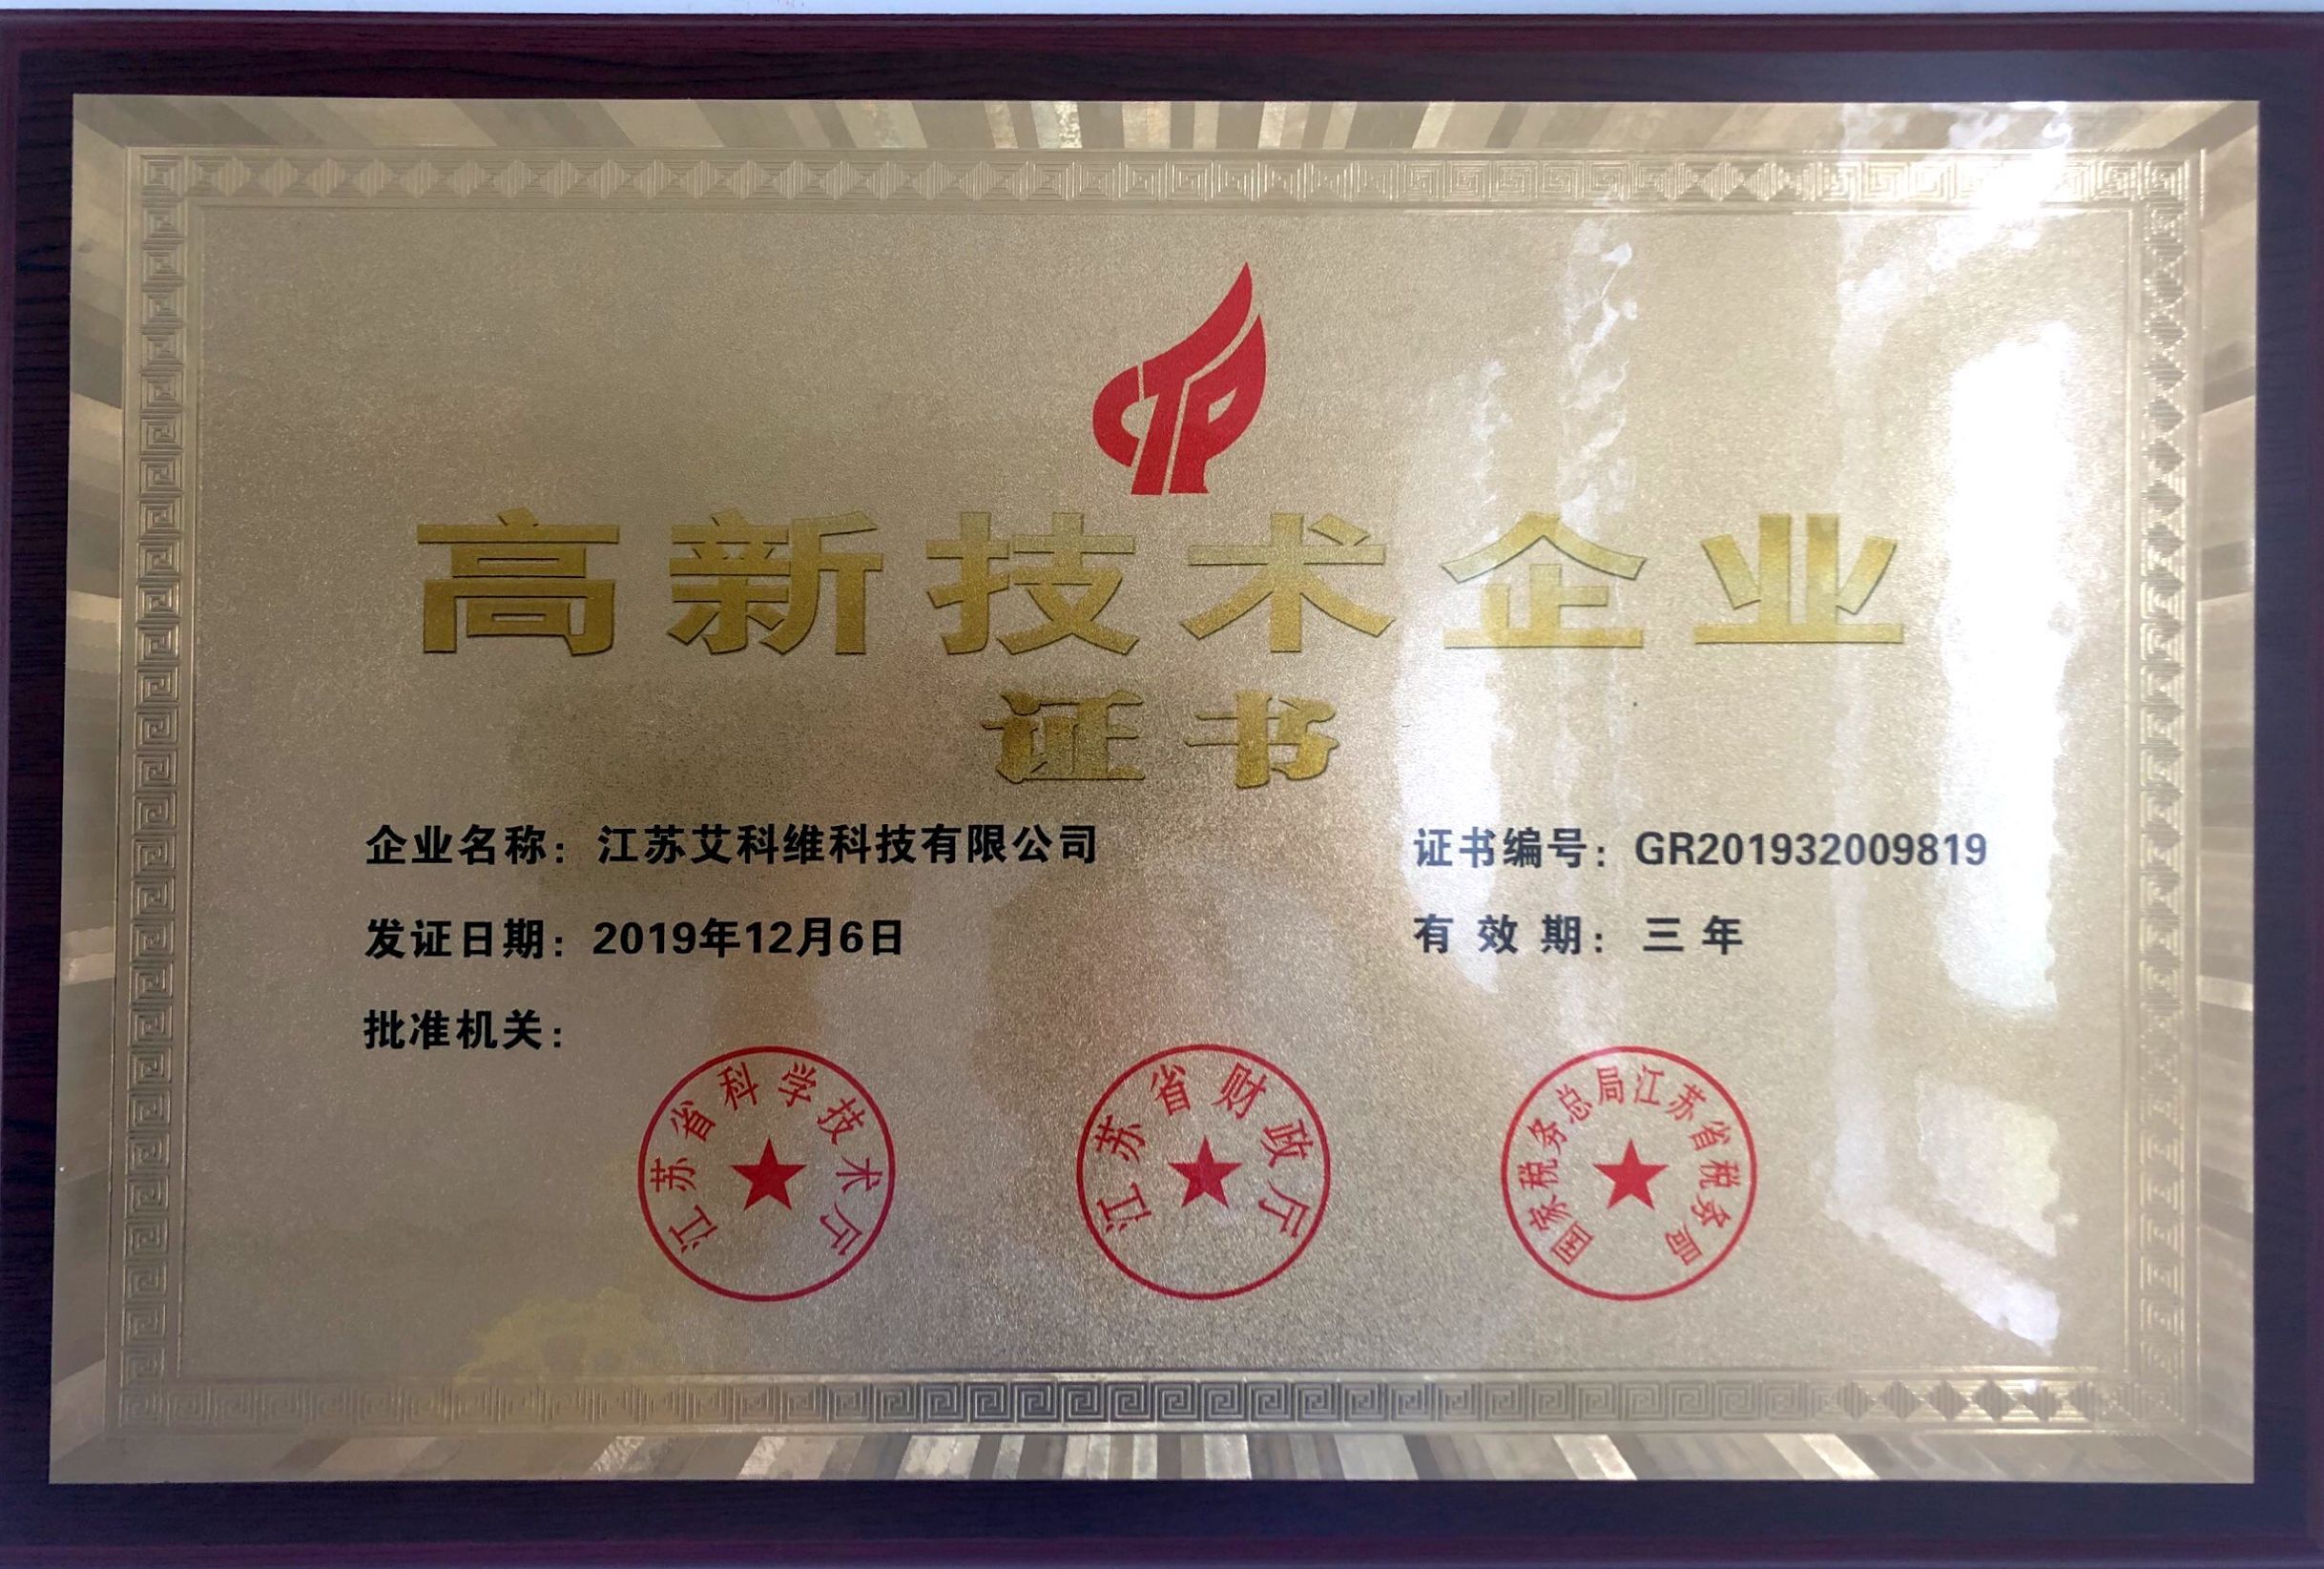 高新技术企业
证书
企业名称：江苏艾科维科技有限公司
证书编号：GR201932009819
发证日期：2019年12月6日
有效期：三年
批准机关：
江苏省科学技术厅
江苏省财政厅
国家税务总局江苏省税务局